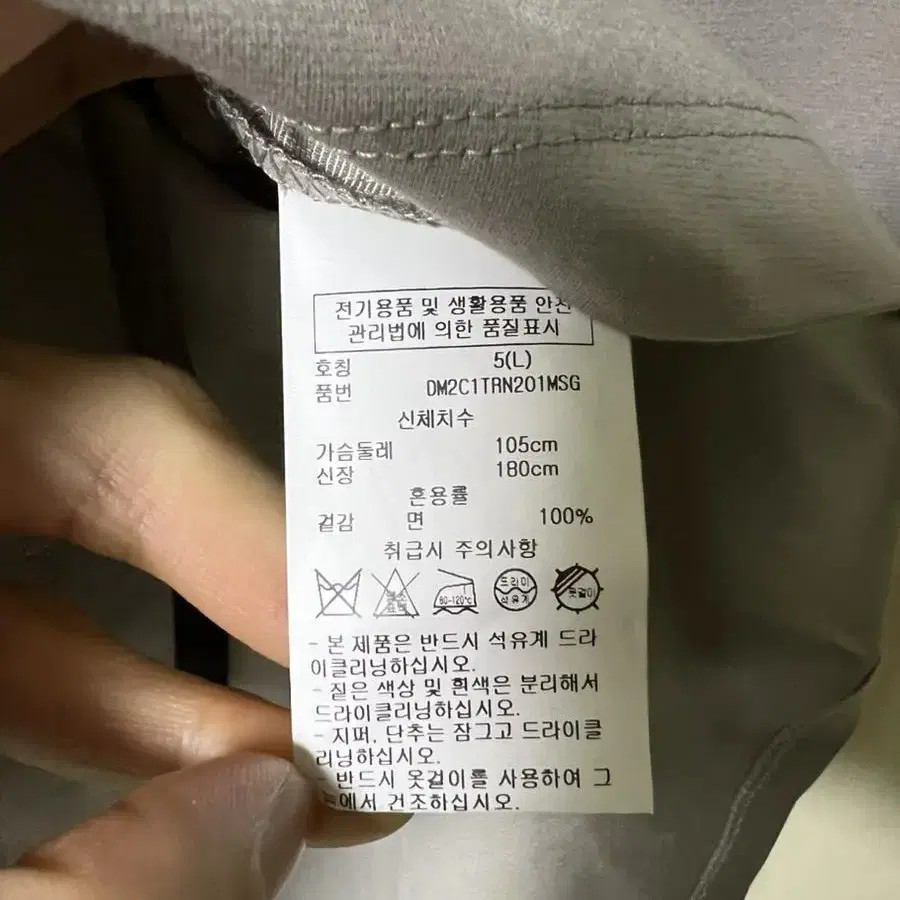 전기용품 및 생활용품 안전
관리법에 의한 품질표시
호칭 5(L)
품번 DM2C1TRN201MSG
신체치수
가슴둘레 105cm
신장 180cm
혼용률
겉감 면 100%
취급시 주의사항
80-120℃ 드라이 옷걸이
석유계
- 본 제품은 반드시 석유계 드라
이클리닝하십시오.
- 짙은 색상 및 흰색은 분리해서
드라이클리닝하십시오.
- 지퍼, 단추는 잠그고 드라이클
리닝하십시오.
- 반드시 옷걸이를 사용하여 그
늘에서 건조하십시오.